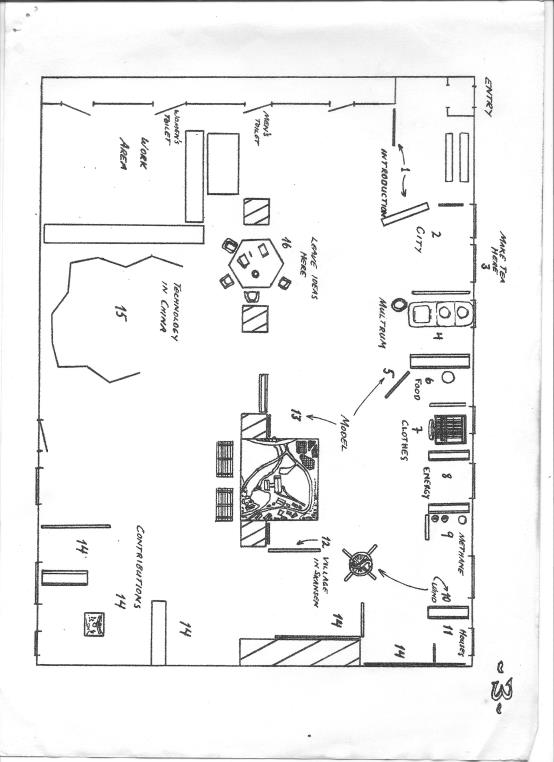 ENTRY
1
INTRODUCTION
2
CITY
MAKE TEA
HERE
3
4
MULTRUM
5
6
FOOD
7
CLOTHES
8
ENERGY
9
METHANE
10
WIND
11
HOUSES
MEN'S
TOILET
WOMEN'S
TOILET
WORK
AREA
LEAVE IDEAS
HERE
16
TECHNOLOGY
IN CHINA
15
MODEL
13
12 VILLAGE
IN SKANSEN
CONTRIBUTIONS
14
14
14
14
14
- 3 -